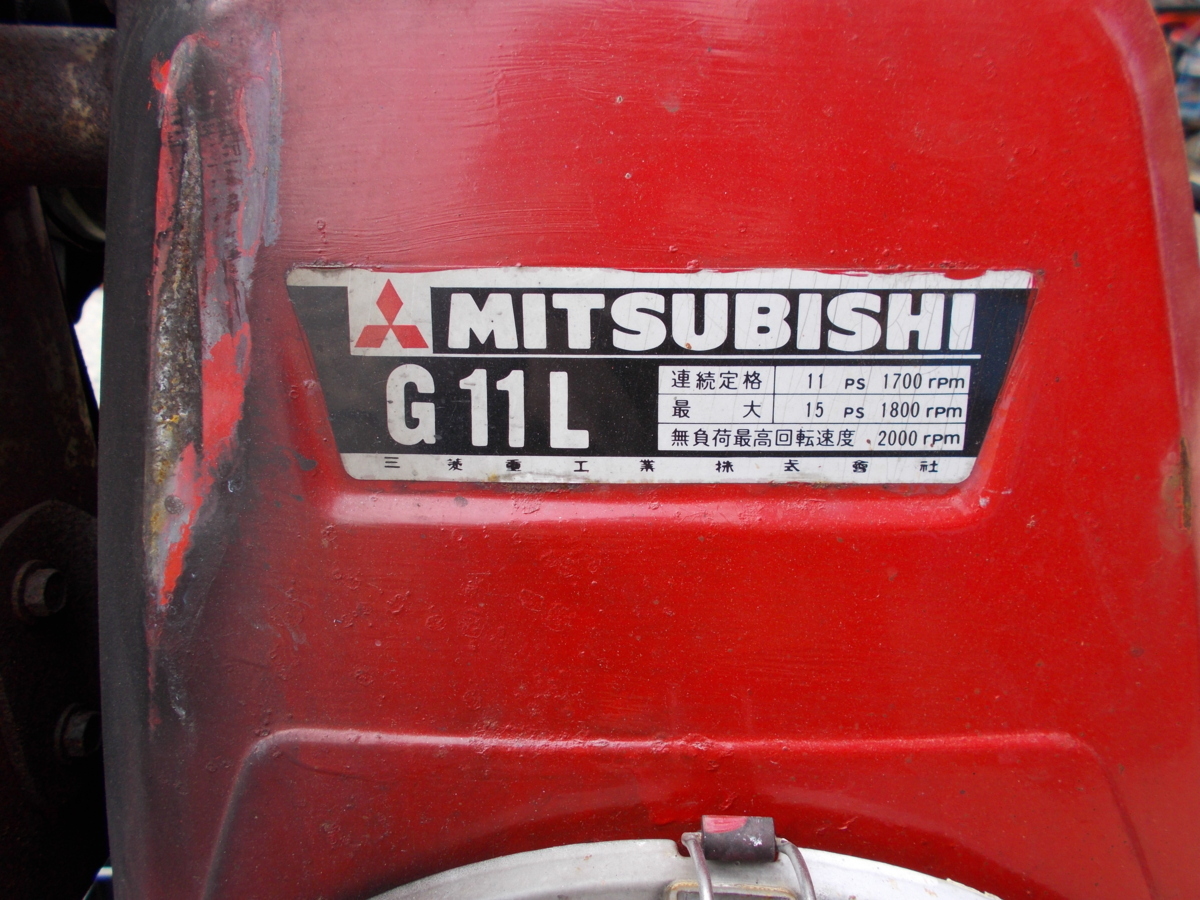 MITSUBISHI
G11L
連続定格 11 PS 1700 rpm
最大 15 PS 1800 rpm
無負荷最高回転速度 2000 rpm
三菱重工業株式會社